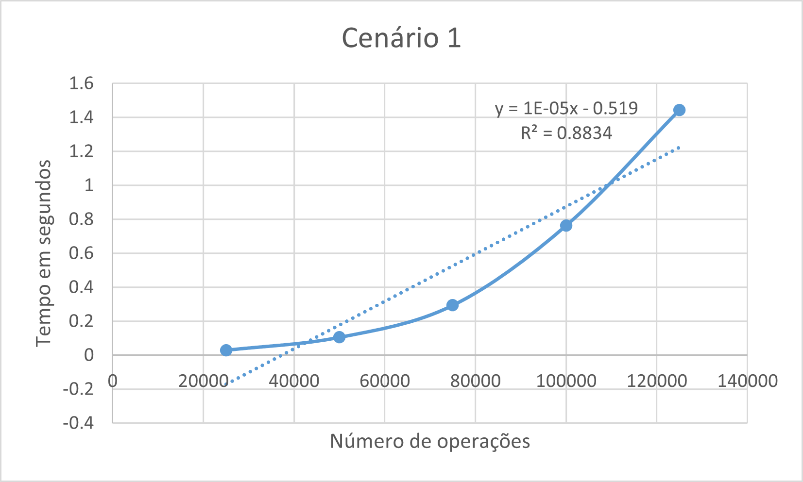 Cenário 1
y = 1E-05x - 0.519
R² = 0.8834
1.6
1.4
1.2
1
0.8
0.6
0.4
0.2
0
-0.2
-0.4
Tempo em segundos
0 20000 40000 60000 80000 100000 120000 140000
Número de operações